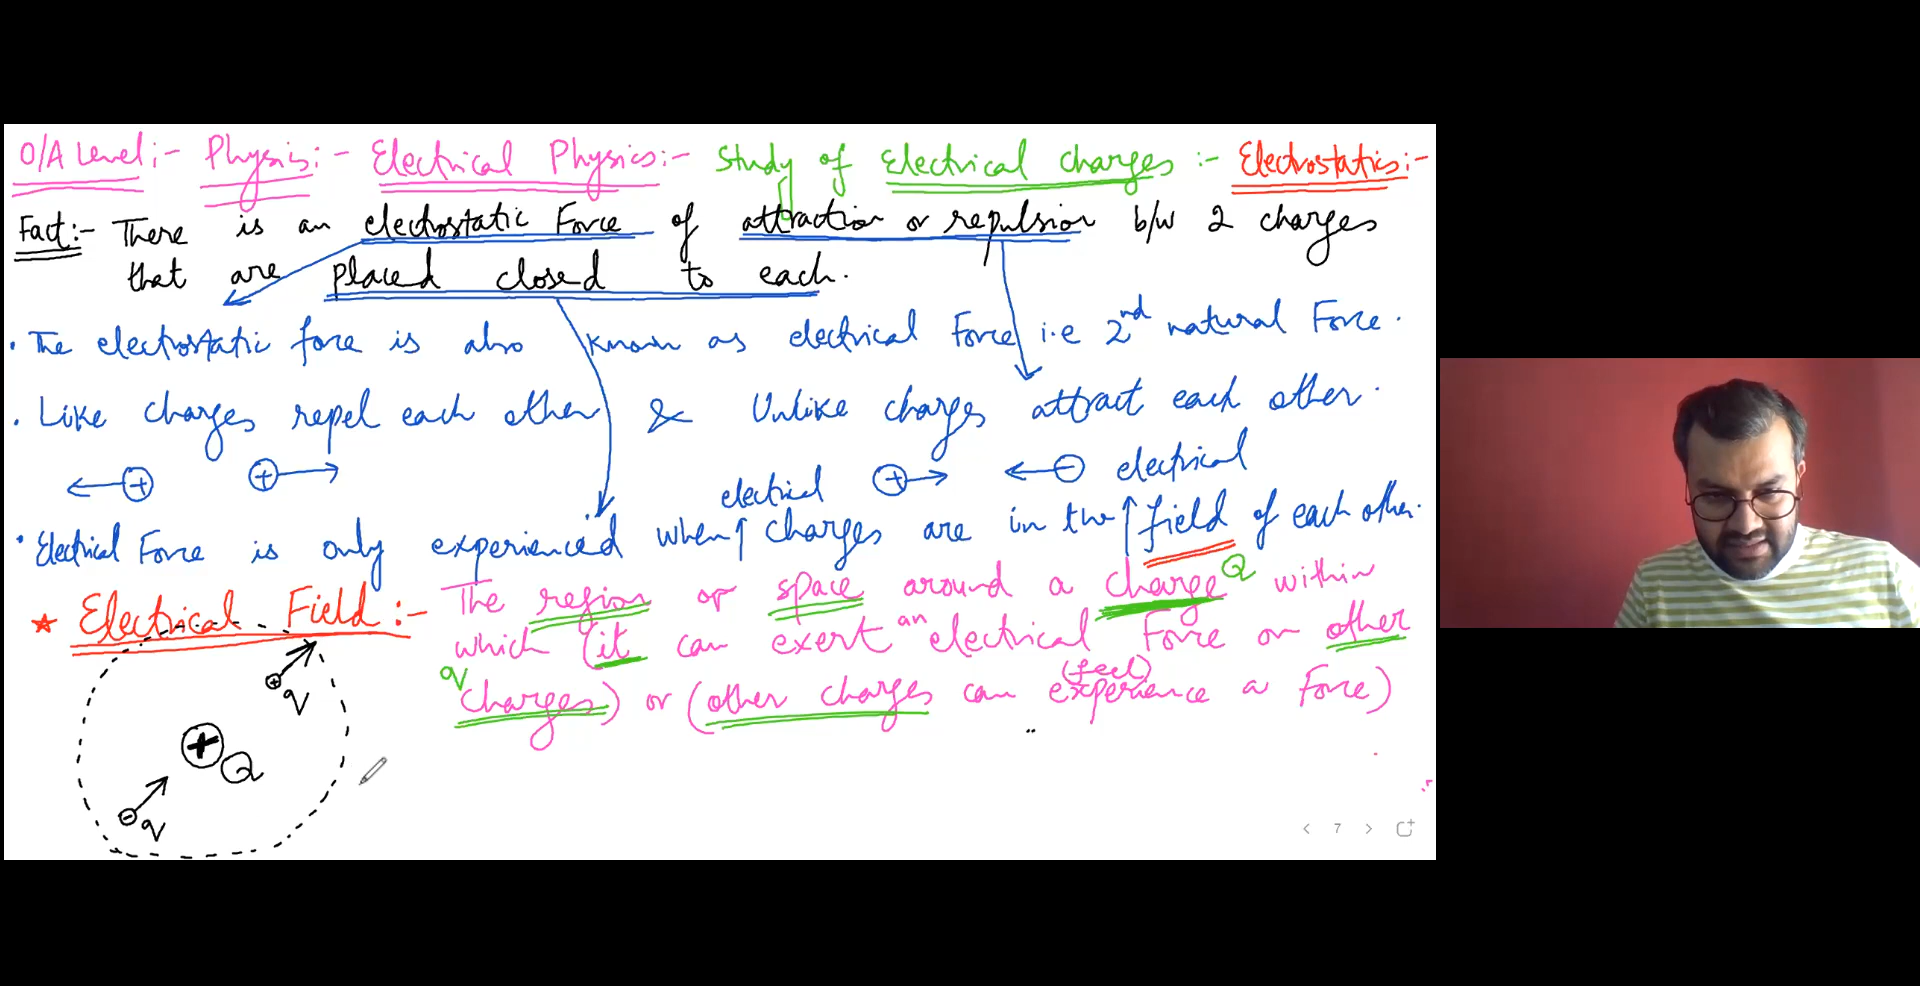 O/A Level:- Physis:- Electrical Physics:- Study of Electrical charges :- Electrostatics:-
Fact:- There is an electrostatic Force of attraction or repulsion b/w 2 charges
that are placed closed to each.
• The electrostatic force is also known as electrical Force i.e 2nd natural Force.
• Like charges repel each other & Unlike charges attract each other.
+ + + − electrical
electrical
• Electrical Force is only experienced when ↑ charges are in the ↑ field of each other.
★ Electrical Field:- The region or space around a charge Q within
which (it can exert an electrical Force on other
q charges) or (other charges can experience a Force)
(feel)
+ q
+ Q
− q
< 7 >